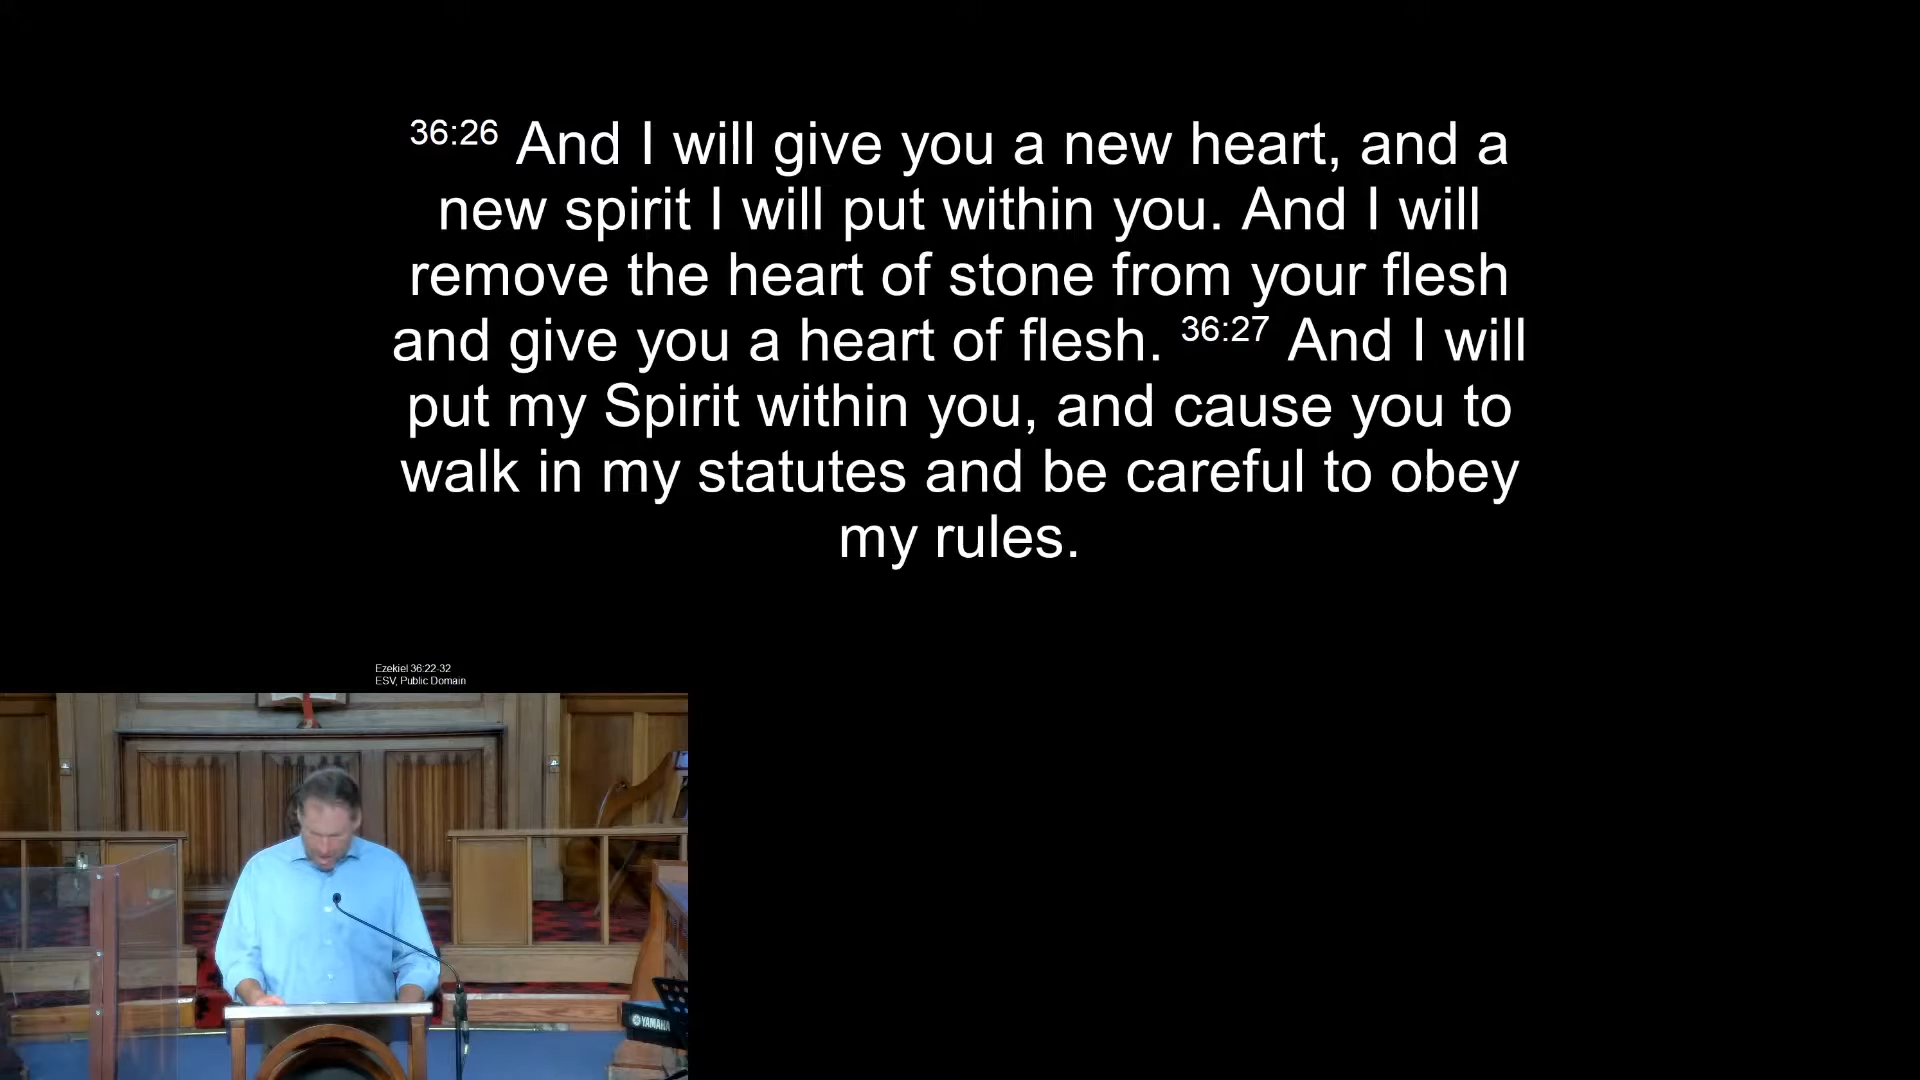 36:26 And I will give you a new heart, and a
new spirit I will put within you. And I will
remove the heart of stone from your flesh
and give you a heart of flesh. 36:27 And I will
put my Spirit within you, and cause you to
walk in my statutes and be careful to obey
my rules.
Ezekiel 36:22-32
ESV, Public Domain
YAMAHA